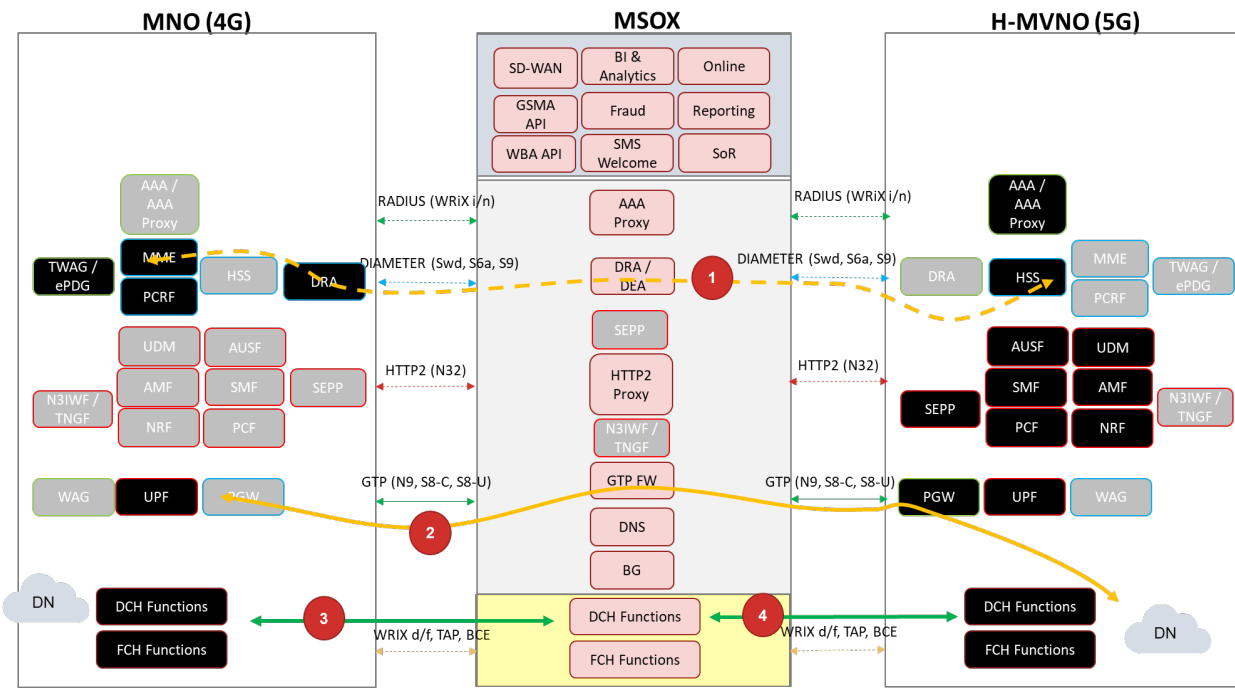 MNO (4G)
MSOX
H-MVNO (5G)
SD-WAN
BI &
Analytics
Online
GSMA
API
Fraud
Reporting
WBA API
SMS
Welcome
SoR
AAA /
AAA
Proxy
RADIUS (WRiX i/n)
AAA
Proxy
RADIUS (WRiX i/n)
AAA /
AAA
Proxy
TWAG /
ePDG
MME
PCRF
HSS
DRA
DIAMETER (Swd, S6a, S9)
DRA /
DEA
1
DIAMETER (Swd, S6a, S9)
DRA
HSS
MME
PCRF
TWAG /
ePDG
UDM
AUSF
AMF
SMF
SEPP
N3IWF /
TNGF
NRF
PCF
HTTP2 (N32)
SEPP
HTTP2
Proxy
N3IWF /
TNGF
HTTP2 (N32)
AUSF
UDM
SMF
AMF
SEPP
PCF
NRF
N3IWF /
TNGF
WAG
UPF
PGW
GTP (N9, S8-C, S8-U)
2
GTP FW
DNS
BG
GTP (N9, S8-C, S8-U)
PGW
UPF
WAG
DN
DCH Functions
FCH Functions
3
WRIX d/f, TAP, BCE
DCH Functions
FCH Functions
4
WRIX d/f, TAP, BCE
DCH Functions
FCH Functions
DN